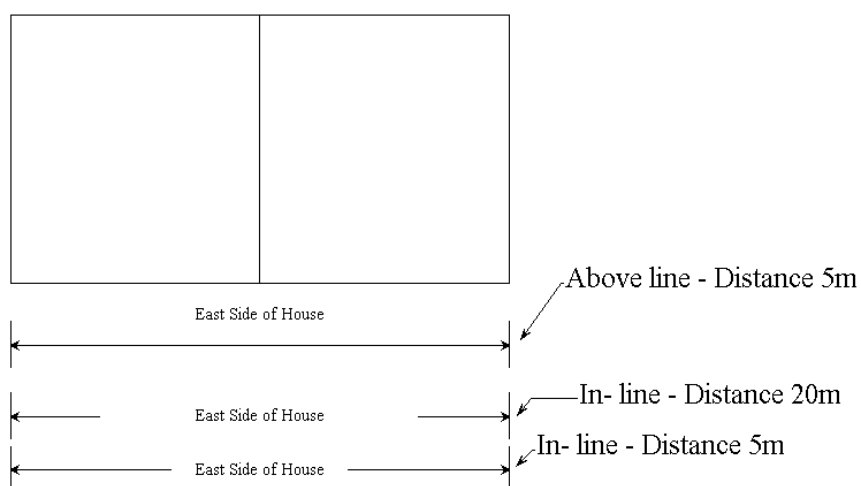 Above line - Distance 5m
East Side of House
In- line - Distance 20m
East Side of House
In- line - Distance 5m
East Side of House